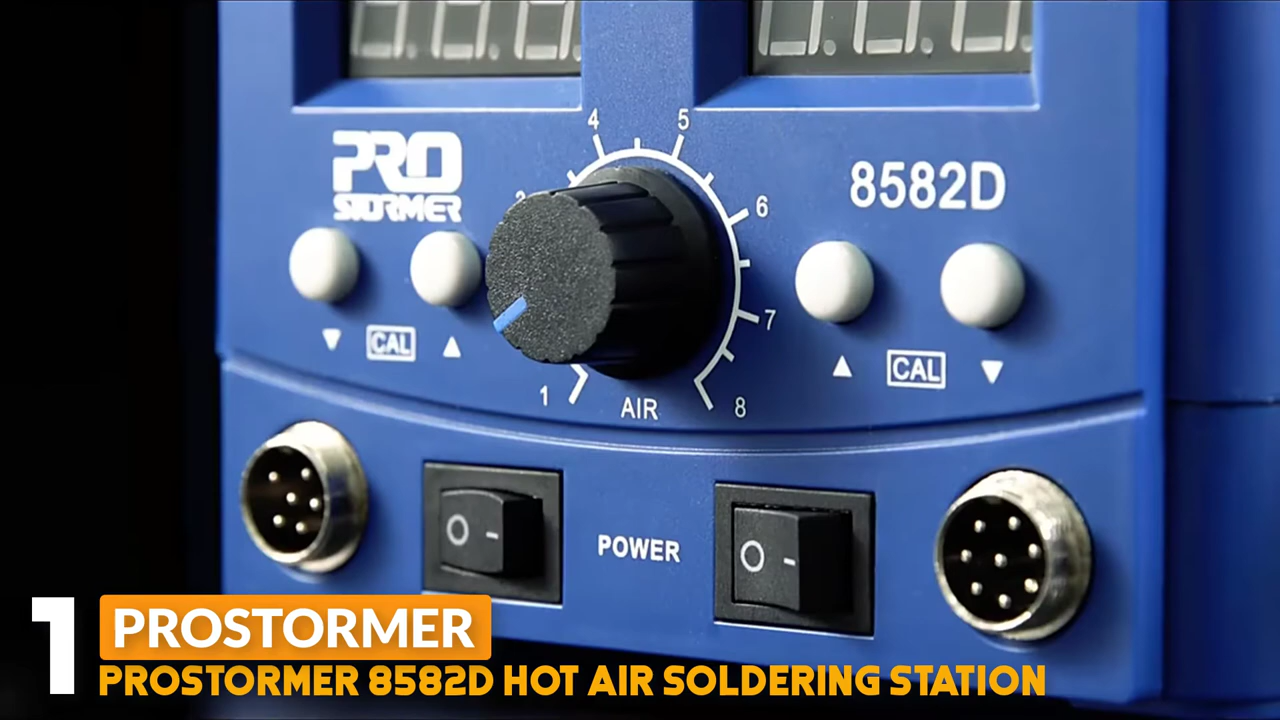 4
5
PRO
STORMER
8582D
6
7
CAL
CAL
1
AIR
8
POWER
1
PROSTORMER
PROSTORMER 8582D HOT AIR SOLDERING STATION